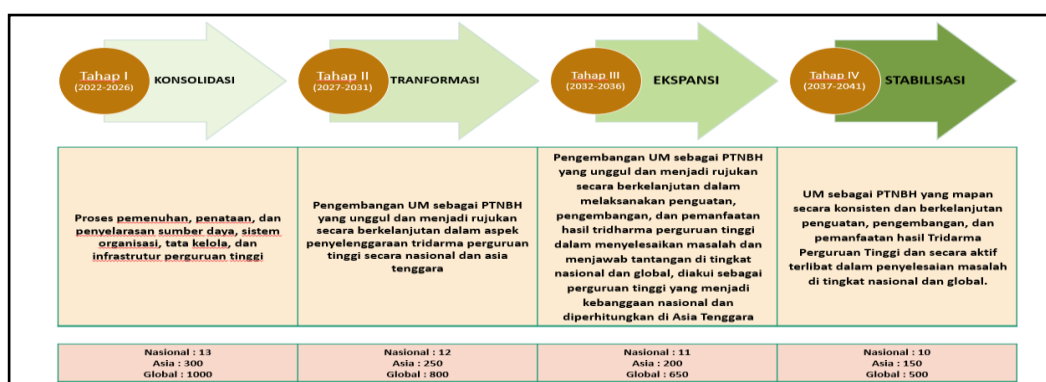 Tahap I
(2022-2026)
KONSOLIDASI
Tahap II
(2027-2031)
TRANFORMASI
Tahap III
(2032-2036)
EKSPANSI
Tahap IV
(2037-2041)
STABILISASI
Proses pemenuhan, penataan, dan
penyelarasan sumber daya, sistem
organisasi, tata kelola, dan
infrastrutur perguruan tinggi
Pengembangan UM sebagai PTNBH
yang unggul dan menjadi rujukan
secara berkelanjutan dalam aspek
penyelenggaraan tridarma perguruan
tinggi secara nasional dan asia
tenggara
Pengembangan UM sebagai PTNBH
yang unggul dan menjadi rujukan
secara berkelanjutan dalam
melaksanakan penguatan,
pengembangan, dan pemanfaatan
hasil tridharma perguruan tinggi
dalam menyelesaikan masalah dan
menjawab tantangan di tingkat
nasional dan global, diakui sebagai
perguruan tinggi yang menjadi
kebanggaan nasional dan
diperhitungkan di Asia Tenggara
UM sebagai PTNBH yang mapan
secara konsisten dan berkelanjutan
penguatan, pengembangan, dan
pemanfaatan hasil Tridarma
Perguruan Tinggi dan secara aktif
terlibat dalam penyelesaian masalah
di tingkat nasional dan global.
Nasional : 13
Asia : 300
Global : 1000
Nasional : 12
Asia : 250
Global : 800
Nasional : 11
Asia : 200
Global : 650
Nasional : 10
Asia : 150
Global : 500